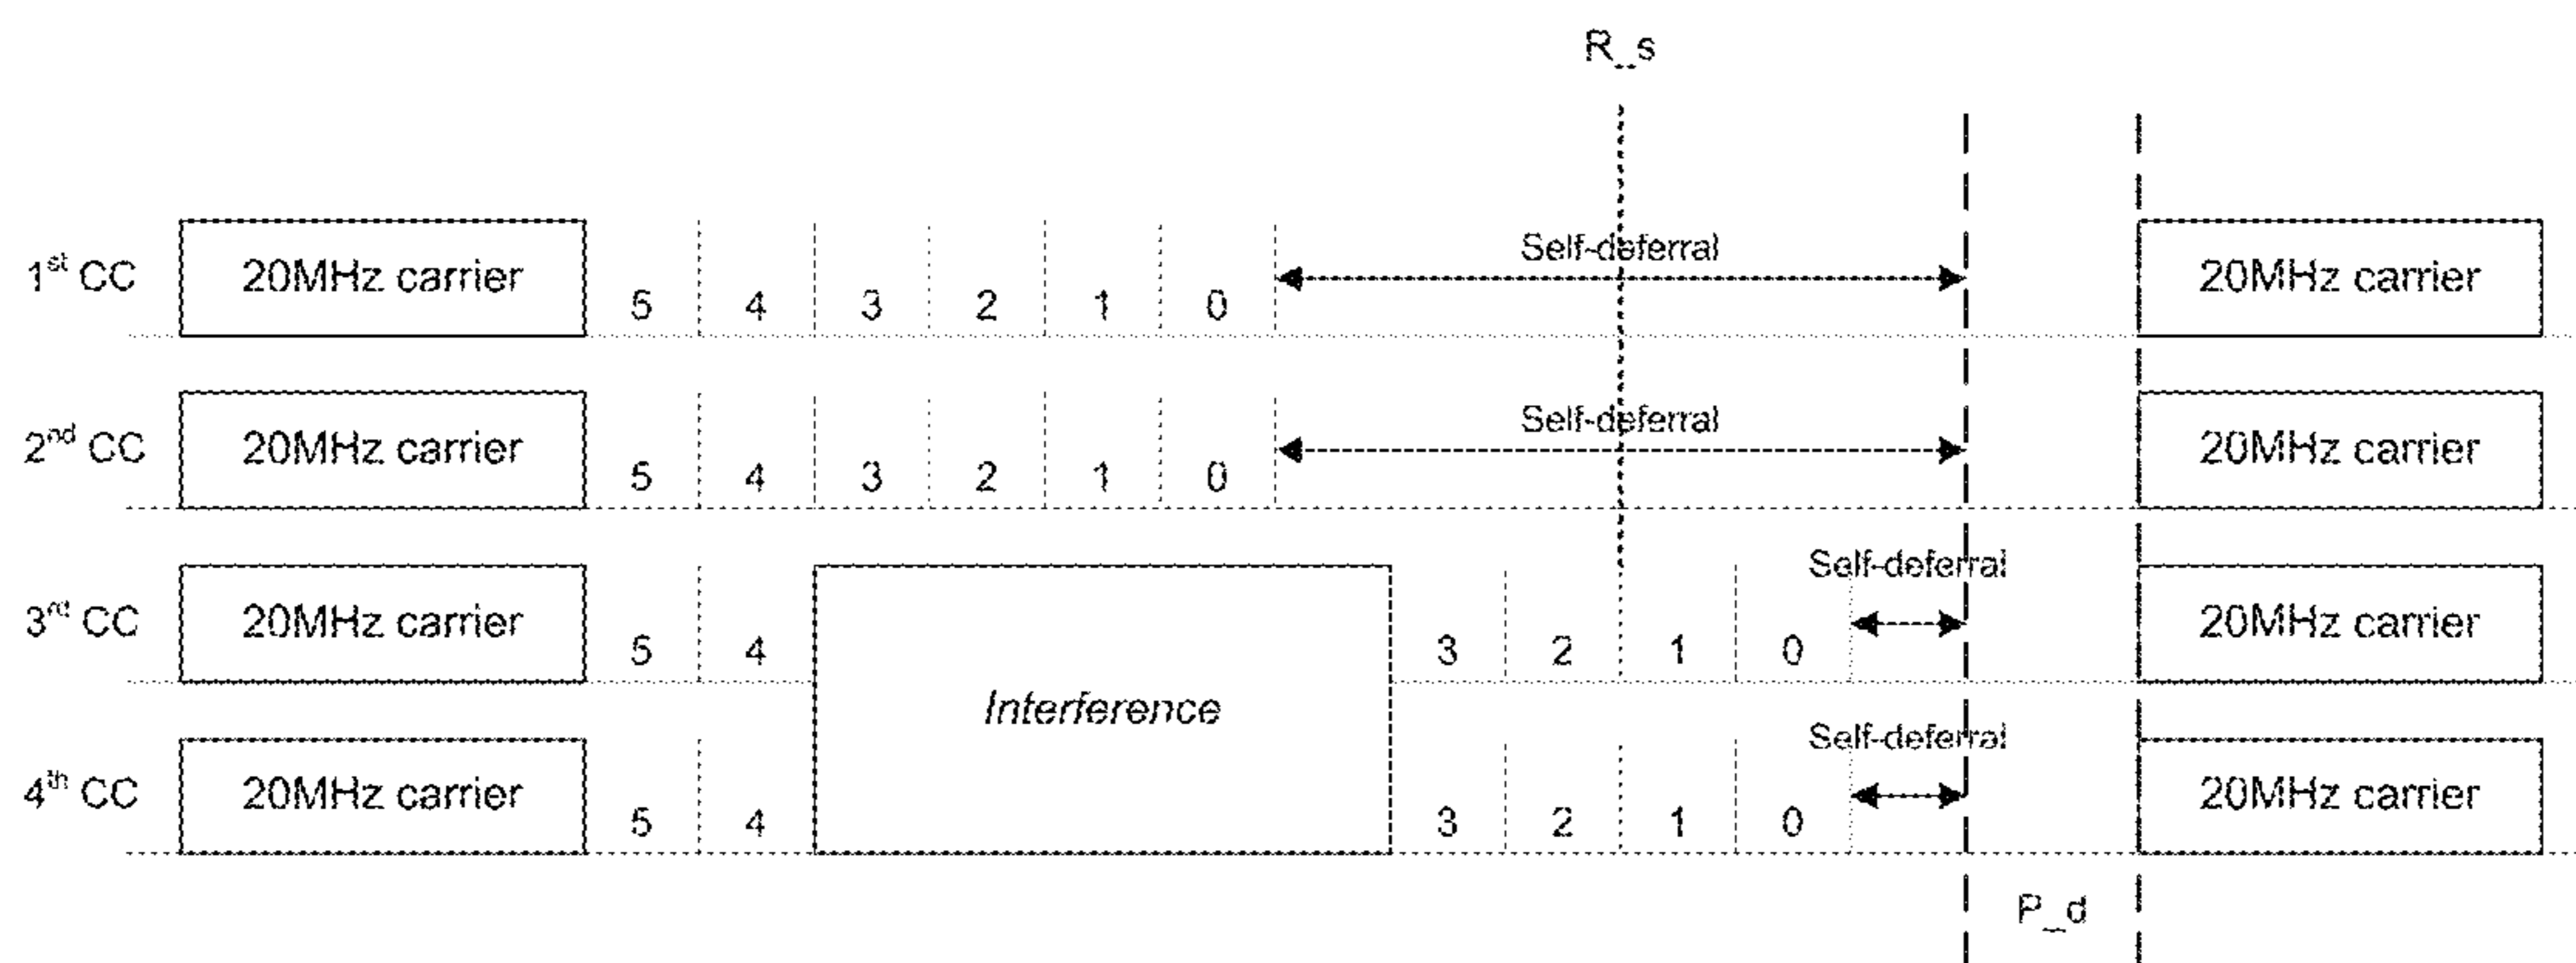 R_s
Self-deferral
1st CC 20MHz carrier 5 4 3 2 1 0 20MHz carrier
Self-deferral
2nd CC 20MHz carrier 5 4 3 2 1 0 20MHz carrier
Self-deferral
3rd CC 20MHz carrier 5 4 3 2 1 0 20MHz carrier
Interference
Self-deferral
4th CC 20MHz carrier 5 4 3 2 1 0 20MHz carrier
P_d